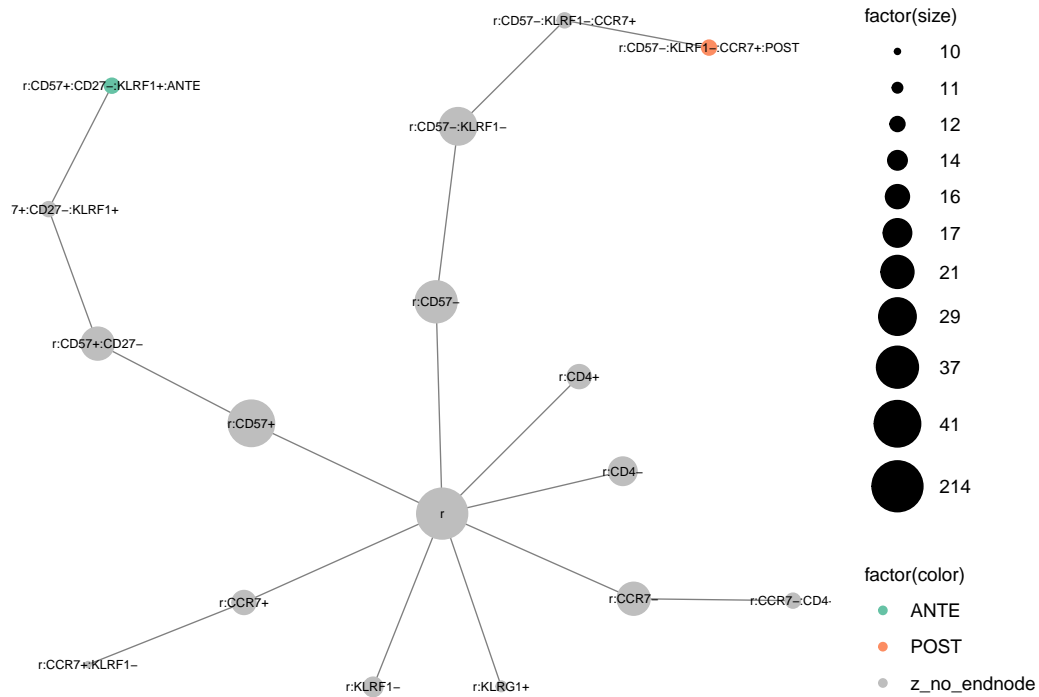 r:CD57–:KLRF1–:CCR7+
r:CD57–:KLRF1–:CCR7+:POST
r:CD57+:CD27–:KLRF1+:ANTE
r:CD57–:KLRF1–
7+:CD27–:KLRF1+
r:CD57–
r:CD57+:CD27–
r:CD4+
r:CD57+
r:CD4–
r
r:CCR7+
r:CCR7–
r:CCR7–:CD4-
r:CCR7+:KLRF1–
r:KLRF1–
r:KLRG1+
factor(size)
10
11
12
14
16
17
21
29
37
41
214
factor(color)
ANTE
POST
z_no_endnode